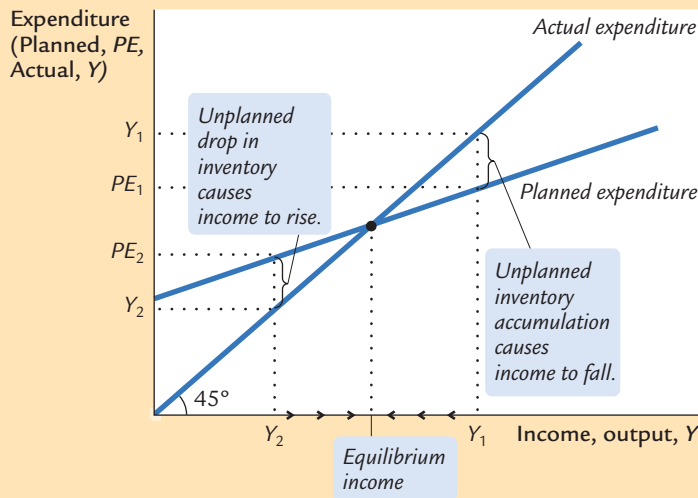 Expenditure
(Planned, PE,
Actual, Y)
Actual expenditure
Unplanned
drop in
inventory
causes
income to rise.
Y₁
PE₁
Planned expenditure
PE₂
Y₂
Unplanned
inventory
accumulation
causes
income to fall.
45°
Y₂
Y₁
Income, output, Y
Equilibrium
income